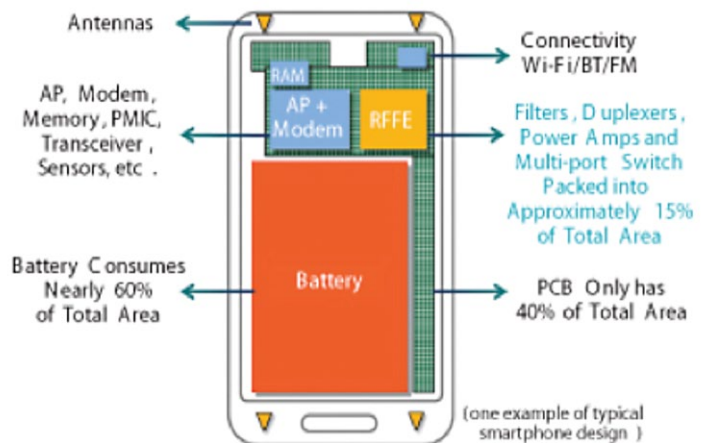 Antennas
Connectivity
Wi-Fi/BT/FM
RAM
AP +
Modem
RFFE
AP, Modem,
Memory, PMIC,
Transceiver,
Sensors, etc.
Filters, Duplexers,
Power Amps and
Multi-port Switch
Packed into
Approximately 15%
of Total Area
Battery Consumes
Nearly 60%
of Total Area
Battery
PCB Only has
40% of Total Area
(one example of typical
smartphone design)